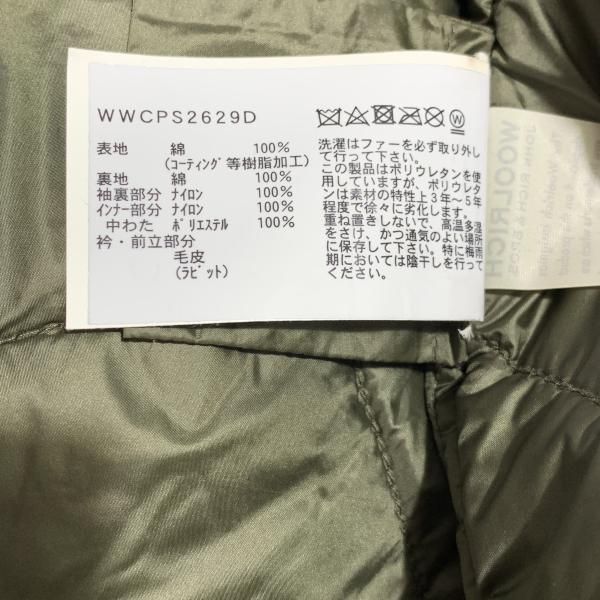 WWCPS2629D
表地 綿 100%
(コーティング等樹脂加工)
裏地 綿 100%
袖裏部分 ナイロン 100%
インナー部分 ナイロン 100%
中わた ポリエステル 100%
衿・前立部分
毛皮
(ラビット)
洗濯はファーを必ず取り外し
て行って下さい。
この製品はポリウレタンを使
用していますが、ポリウレタ
ンは素材の特性上3年～5年
程度で徐々に劣化します。
重ね置きしないで、高温多湿
をさけ、かつ通気のよい場所
に保存して下さい。特に梅雨
期においては陰干しを行って
ください。
WOOLRICH
JOHN RICH & BROS.